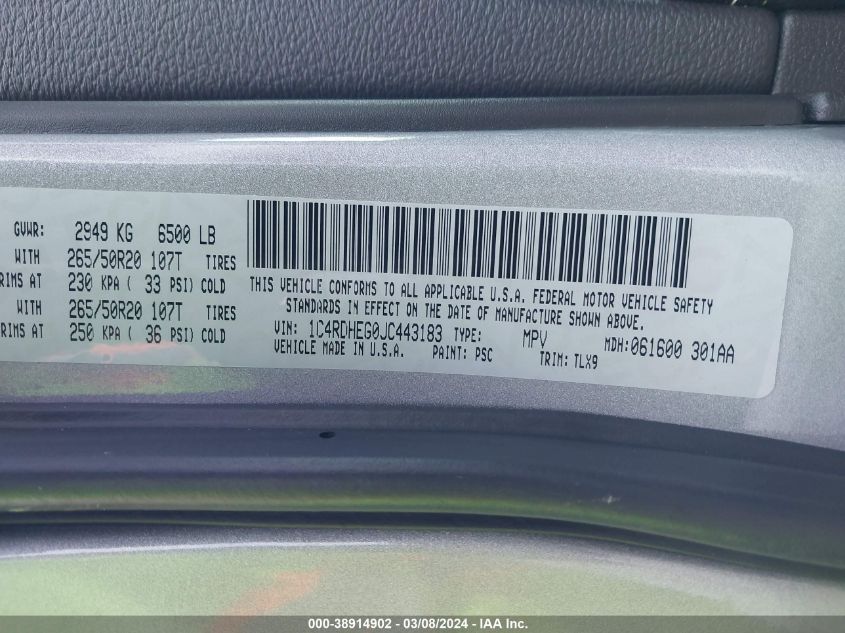 GVWR: 2949 KG 6500 LB
WITH 265/50R20 107T TIRES
RIMS AT 230 KPA ( 33 PSI) COLD
WITH 265/50R20 107T TIRES
RIMS AT 250 KPA ( 36 PSI) COLD
THIS VEHICLE CONFORMS TO ALL APPLICABLE U.S.A. FEDERAL MOTOR VEHICLE SAFETY
STANDARDS IN EFFECT ON THE DATE OF MANUFACTURE SHOWN ABOVE.
VIN: 1C4RDHEG0JC443183 TYPE: MPV MDH: 061600 301AA
VEHICLE MADE IN U.S.A. PAINT: PSC TRIM: TLX9
000-38914902 - 03/08/2024 - IAA Inc.